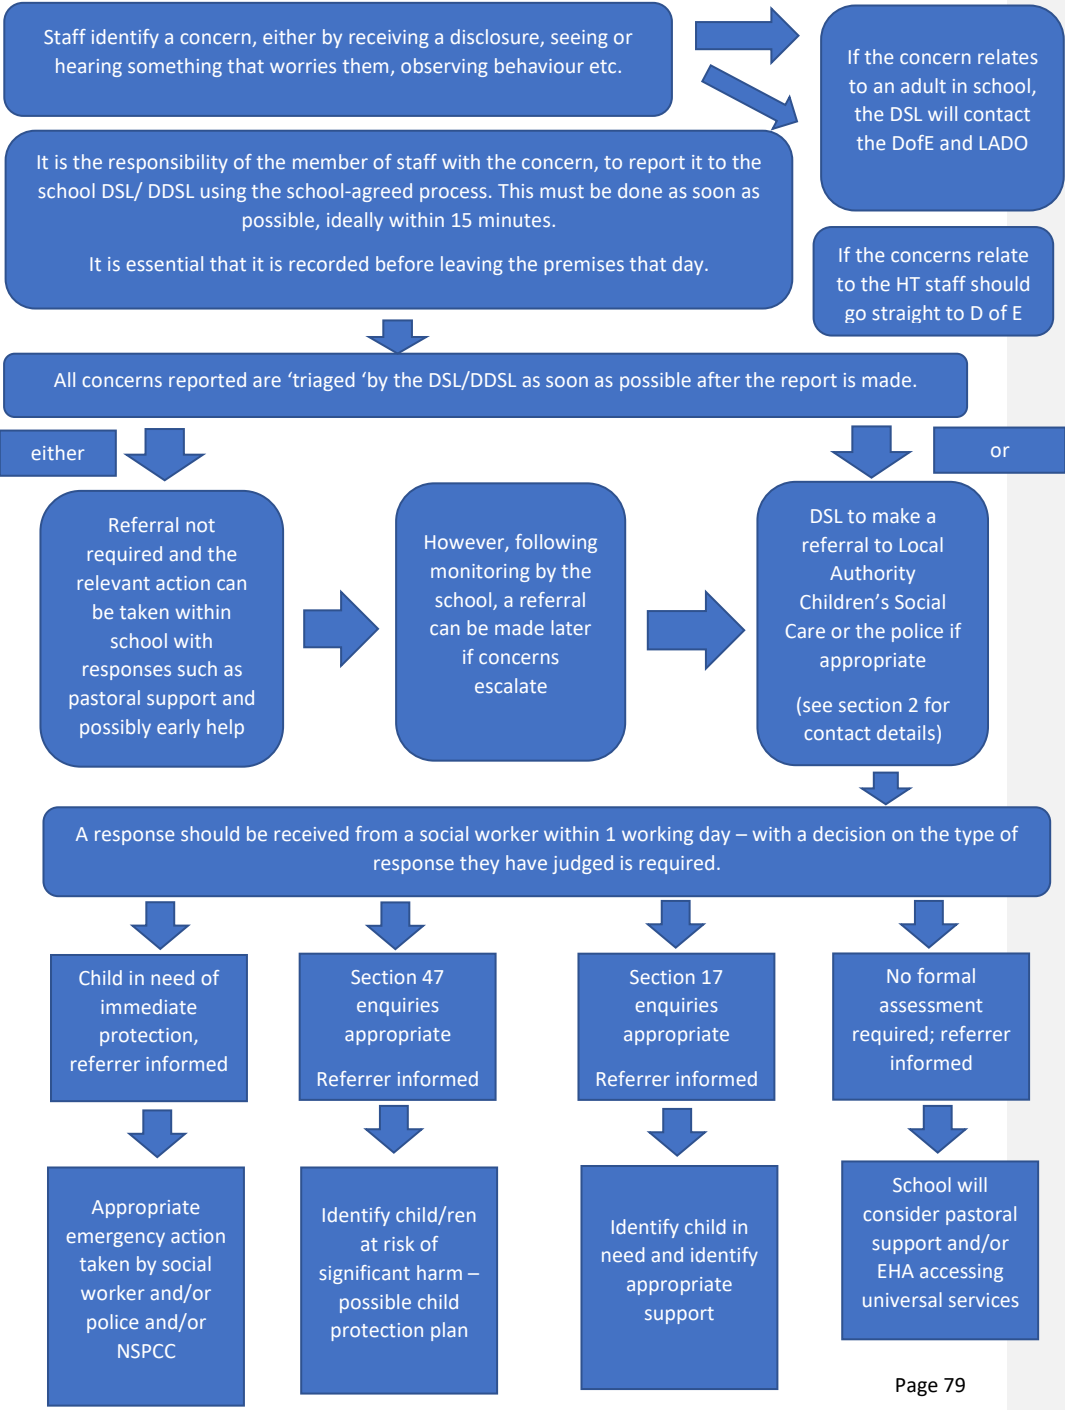 Staff identify a concern, either by receiving a disclosure, seeing or
hearing something that worries them, observing behaviour etc.
If the concern relates
to an adult in school,
the DSL will contact
the DofE and LADO
It is the responsibility of the member of staff with the concern, to report it to the
school DSL/ DDSL using the school-agreed process. This must be done as soon as
possible, ideally within 15 minutes.
It is essential that it is recorded before leaving the premises that day.
If the concerns relate
to the HT staff should
go straight to D of E
All concerns reported are ‘triaged ‘by the DSL/DDSL as soon as possible after the report is made.
either
or
Referral not
required and the
relevant action can
be taken within
school with
responses such as
pastoral support and
possibly early help
However, following
monitoring by the
school, a referral
can be made later
if concerns
escalate
DSL to make a
referral to Local
Authority
Children’s Social
Care or the police if
appropriate
(see section 2 for
contact details)
A response should be received from a social worker within 1 working day – with a decision on the type of
response they have judged is required.
Child in need of
immediate
protection,
referrer informed
Section 47
enquiries
appropriate
Referrer informed
Section 17
enquiries
appropriate
Referrer informed
No formal
assessment
required; referrer
informed
Appropriate
emergency action
taken by social
worker and/or
police and/or
NSPCC
Identify child/ren
at risk of
significant harm –
possible child
protection plan
Identify child in
need and identify
appropriate
support
School will
consider pastoral
support and/or
EHA accessing
universal services
Page 79